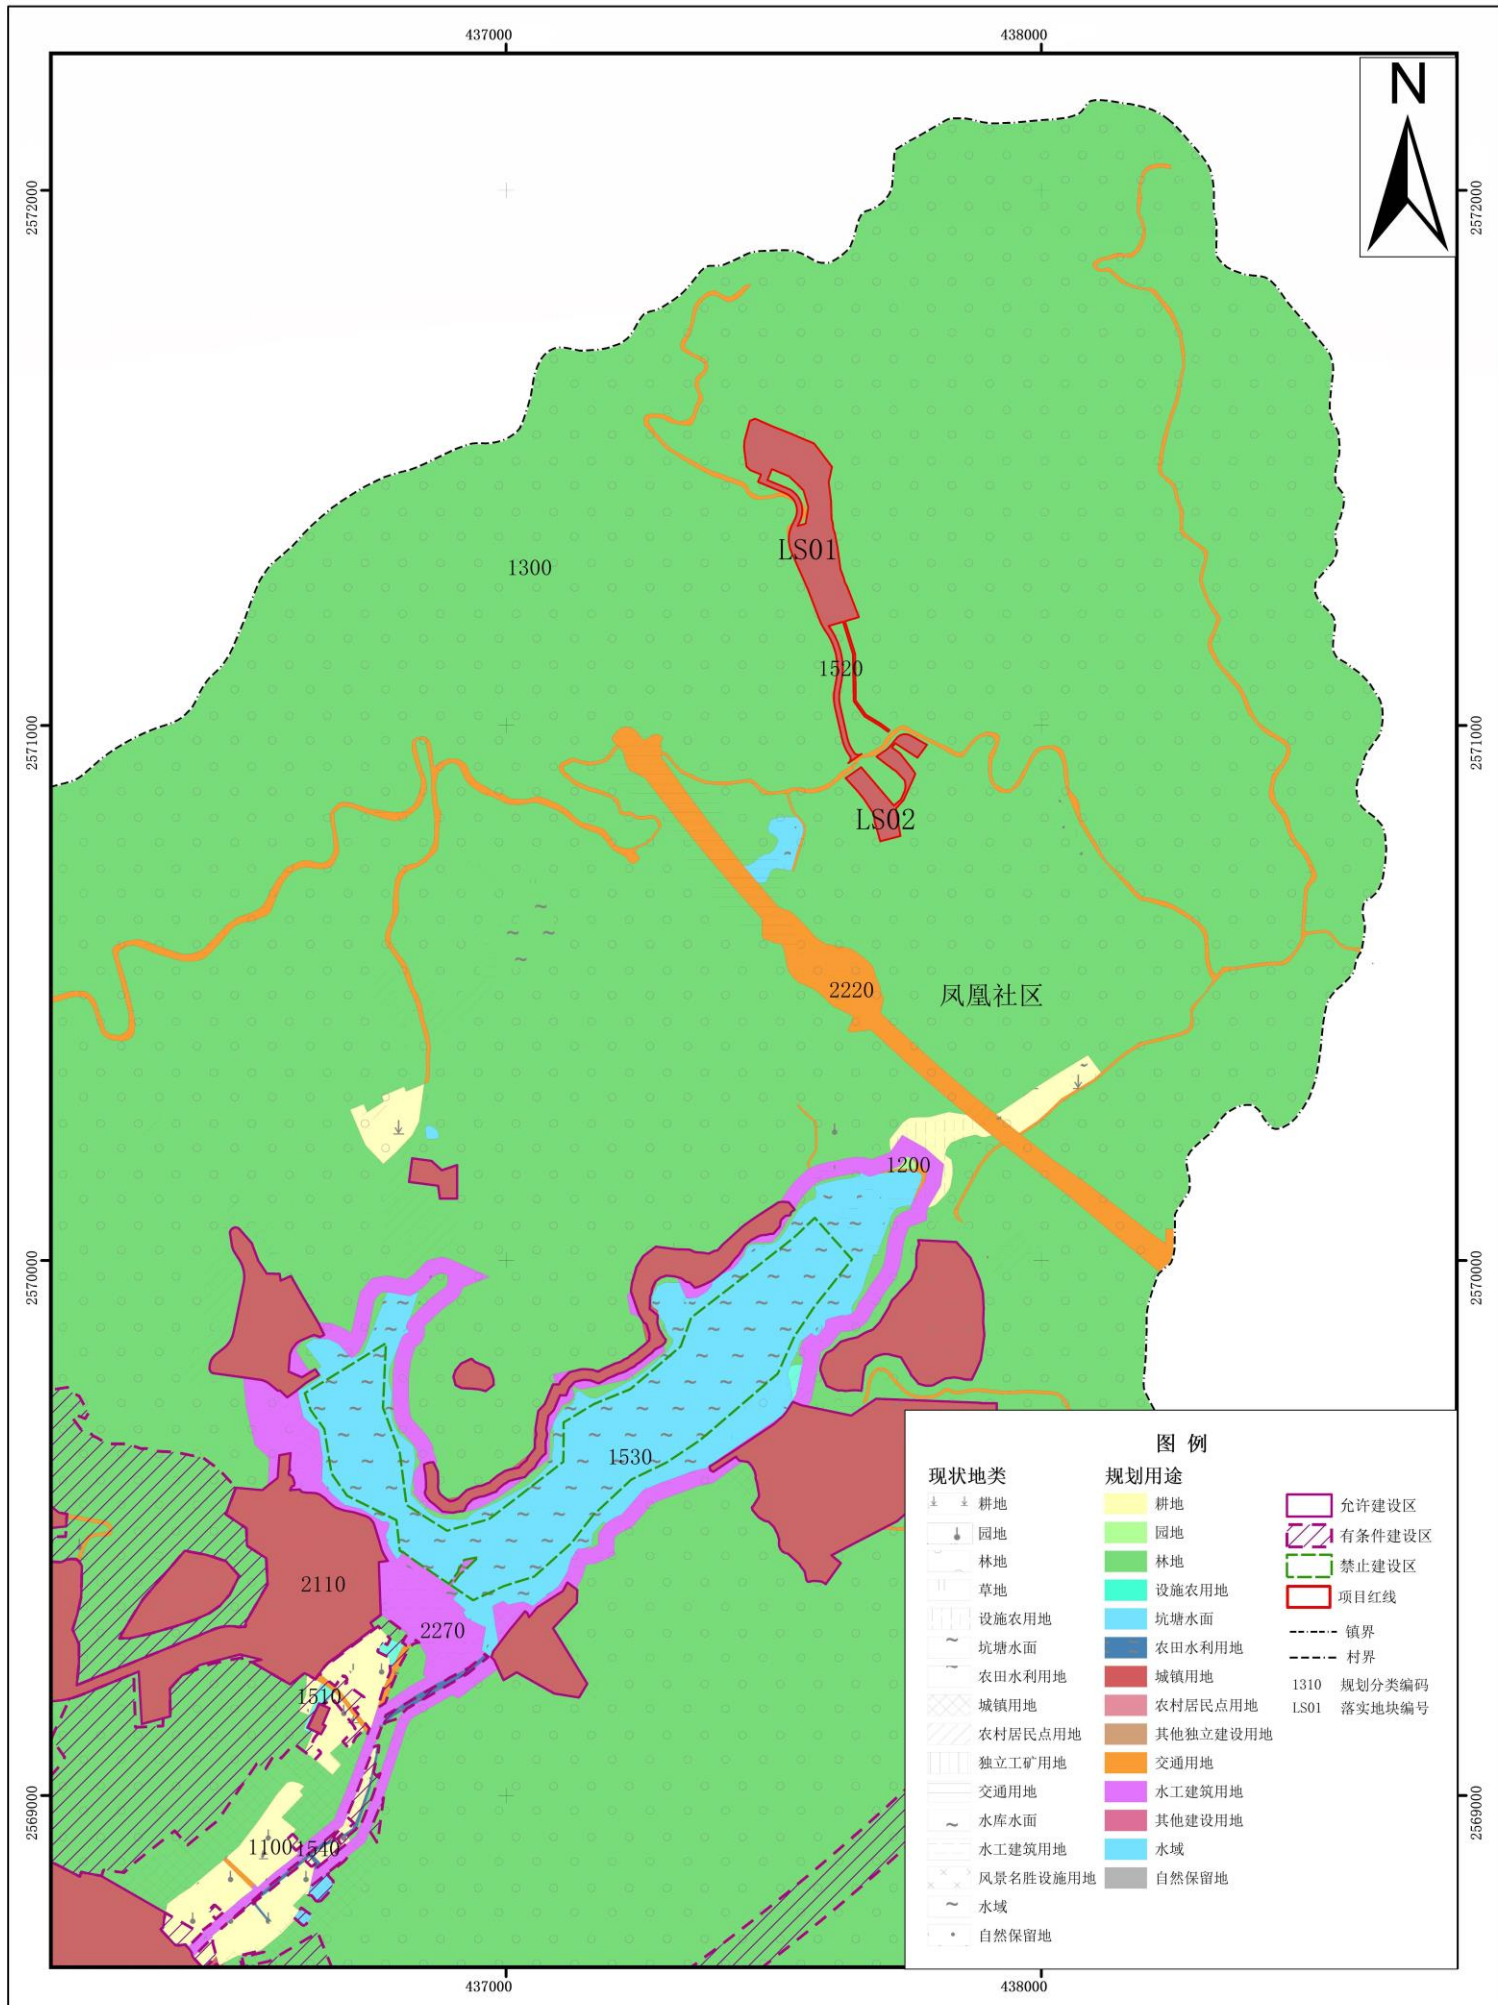 437000
438000
N
2572000
2572000
LS01
1300
1520
2571000
2571000
LS02
2220
凤凰社区
1200
2570000
2570000
1530
2110
2270
1510
2569000
2569000
1100
1540
437000
438000
图 例
现状地类
耕地
园地
林地
草地
设施农用地
坑塘水面
农田水利用地
城镇用地
农村居民点用地
独立工矿用地
交通用地
水库水面
水工建筑用地
风景名胜设施用地
水域
自然保留地
规划用途
耕地
园地
林地
设施农用地
坑塘水面
农田水利用地
城镇用地
农村居民点用地
其他独立建设用地
交通用地
水工建筑用地
其他建设用地
水域
自然保留地
允许建设区
有条件建设区
禁止建设区
项目红线
镇界
村界
1310 规划分类编码
LS01 落实地块编号